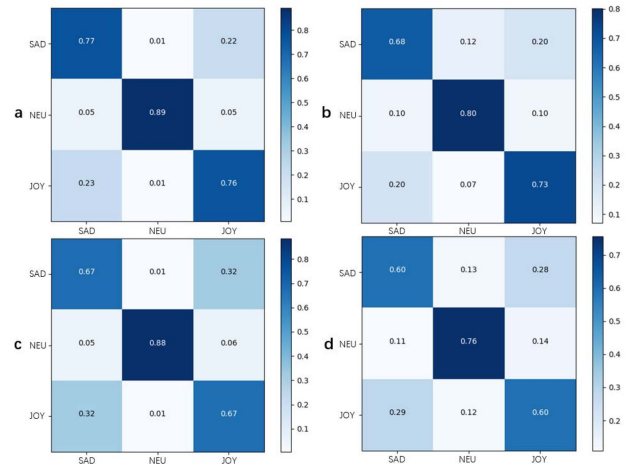 a
SAD 0.77 0.01 0.22
NEU 0.05 0.89 0.05
JOY 0.23 0.01 0.76
SAD NEU JOY
0.8
0.7
0.6
0.5
0.4
0.3
0.2
0.1
b
SAD 0.68 0.12 0.20
NEU 0.10 0.80 0.10
JOY 0.20 0.07 0.73
SAD NEU JOY
0.8
0.7
0.6
0.5
0.4
0.3
0.2
0.1
c
SAD 0.67 0.01 0.32
NEU 0.05 0.88 0.06
JOY 0.32 0.01 0.67
SAD NEU JOY
0.8
0.7
0.6
0.5
0.4
0.3
0.2
0.1
d
SAD 0.60 0.13 0.28
NEU 0.11 0.76 0.14
JOY 0.29 0.12 0.60
SAD NEU JOY
0.7
0.6
0.5
0.4
0.3
0.2